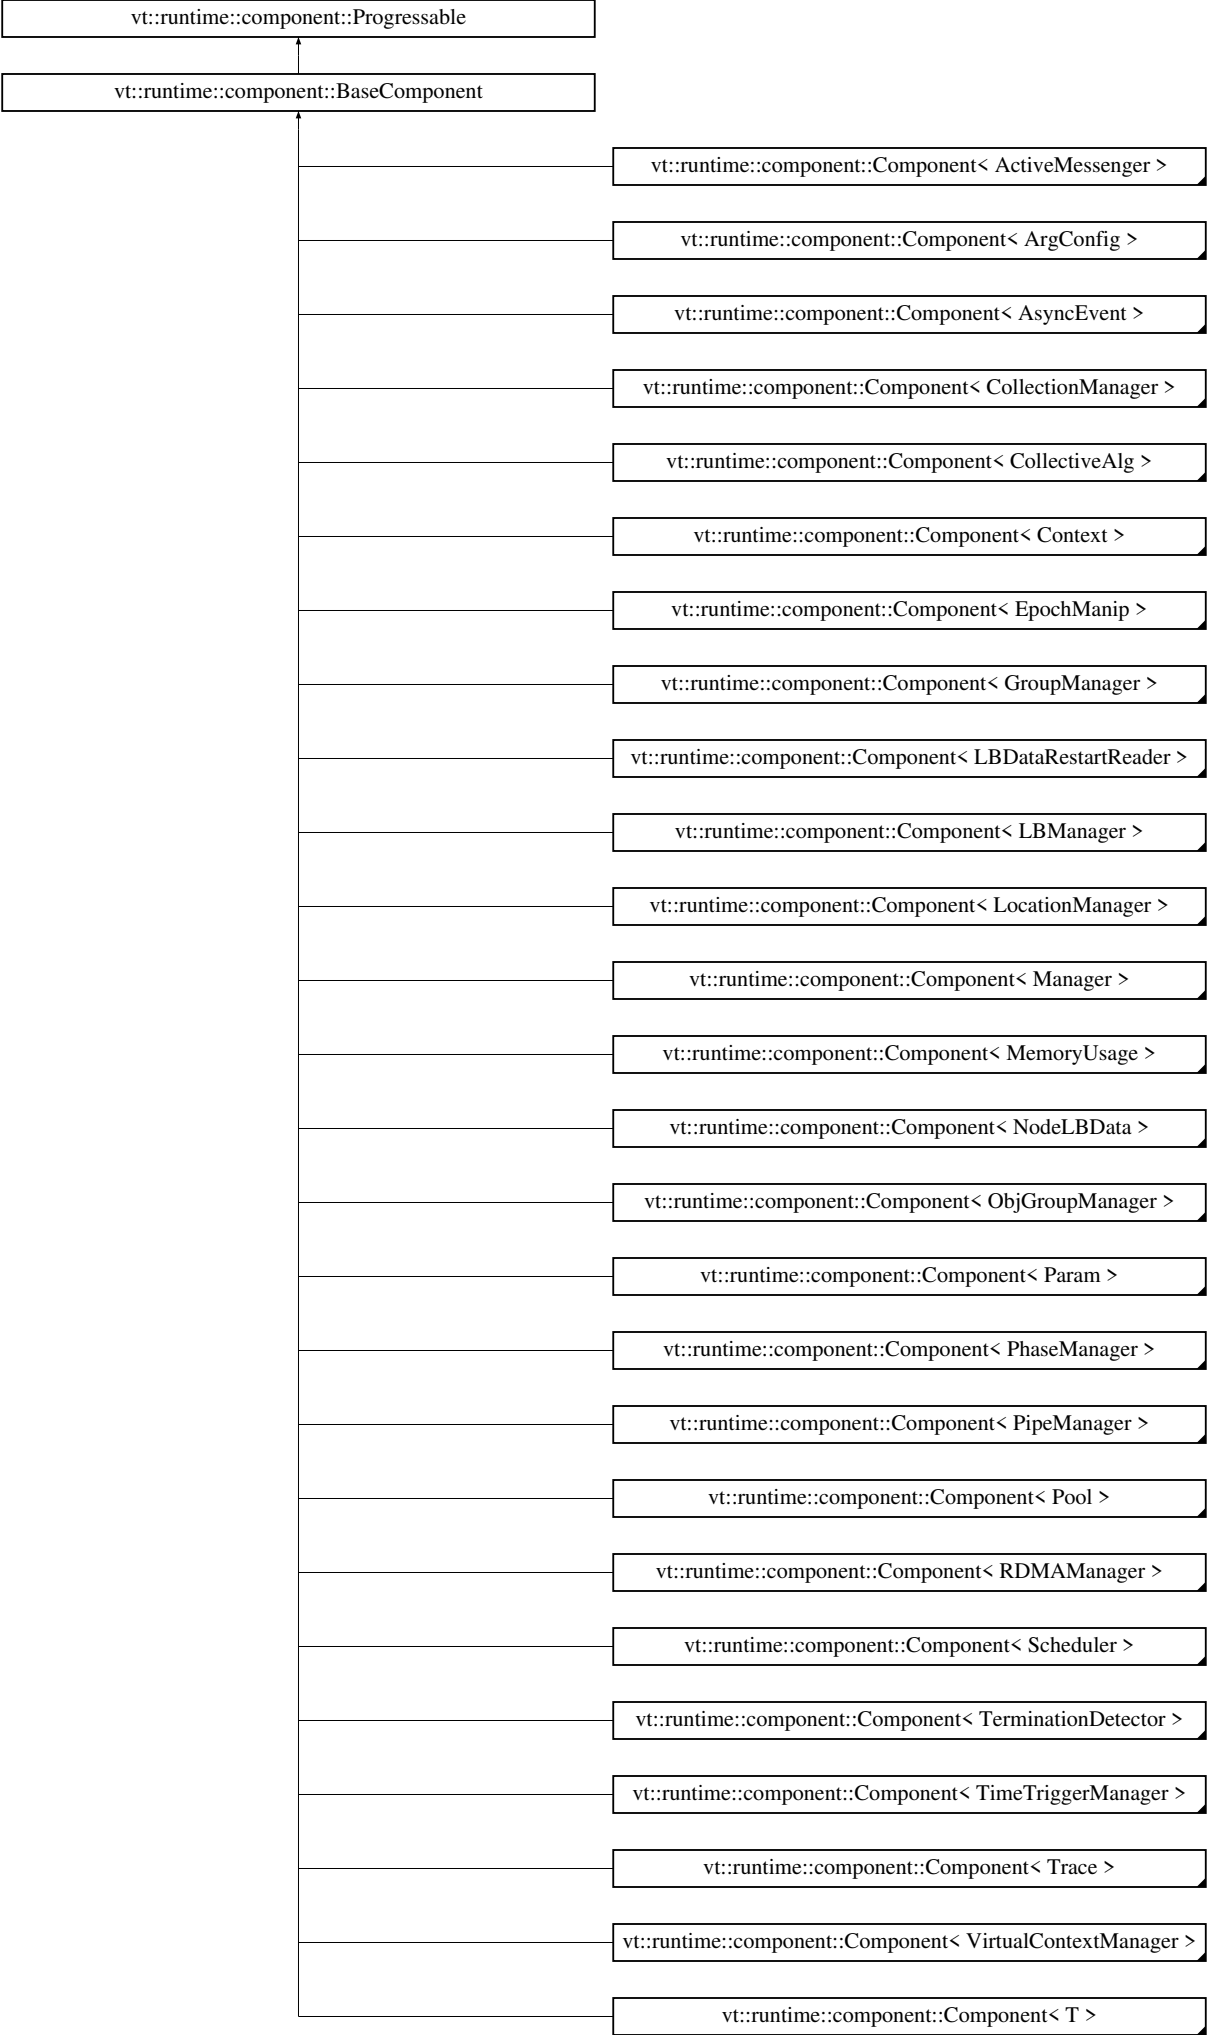 vt::runtime::component::Progressable
vt::runtime::component::BaseComponent
vt::runtime::component::Component< ActiveMessenger >
vt::runtime::component::Component< ArgConfig >
vt::runtime::component::Component< AsyncEvent >
vt::runtime::component::Component< CollectionManager >
vt::runtime::component::Component< CollectiveAlg >
vt::runtime::component::Component< Context >
vt::runtime::component::Component< EpochManip >
vt::runtime::component::Component< GroupManager >
vt::runtime::component::Component< LBDataRestartReader >
vt::runtime::component::Component< LBManager >
vt::runtime::component::Component< LocationManager >
vt::runtime::component::Component< Manager >
vt::runtime::component::Component< MemoryUsage >
vt::runtime::component::Component< NodeLBData >
vt::runtime::component::Component< ObjGroupManager >
vt::runtime::component::Component< Param >
vt::runtime::component::Component< PhaseManager >
vt::runtime::component::Component< PipeManager >
vt::runtime::component::Component< Pool >
vt::runtime::component::Component< RDMAManager >
vt::runtime::component::Component< Scheduler >
vt::runtime::component::Component< TerminationDetector >
vt::runtime::component::Component< TimeTriggerManager >
vt::runtime::component::Component< Trace >
vt::runtime::component::Component< VirtualContextManager >
vt::runtime::component::Component< T >